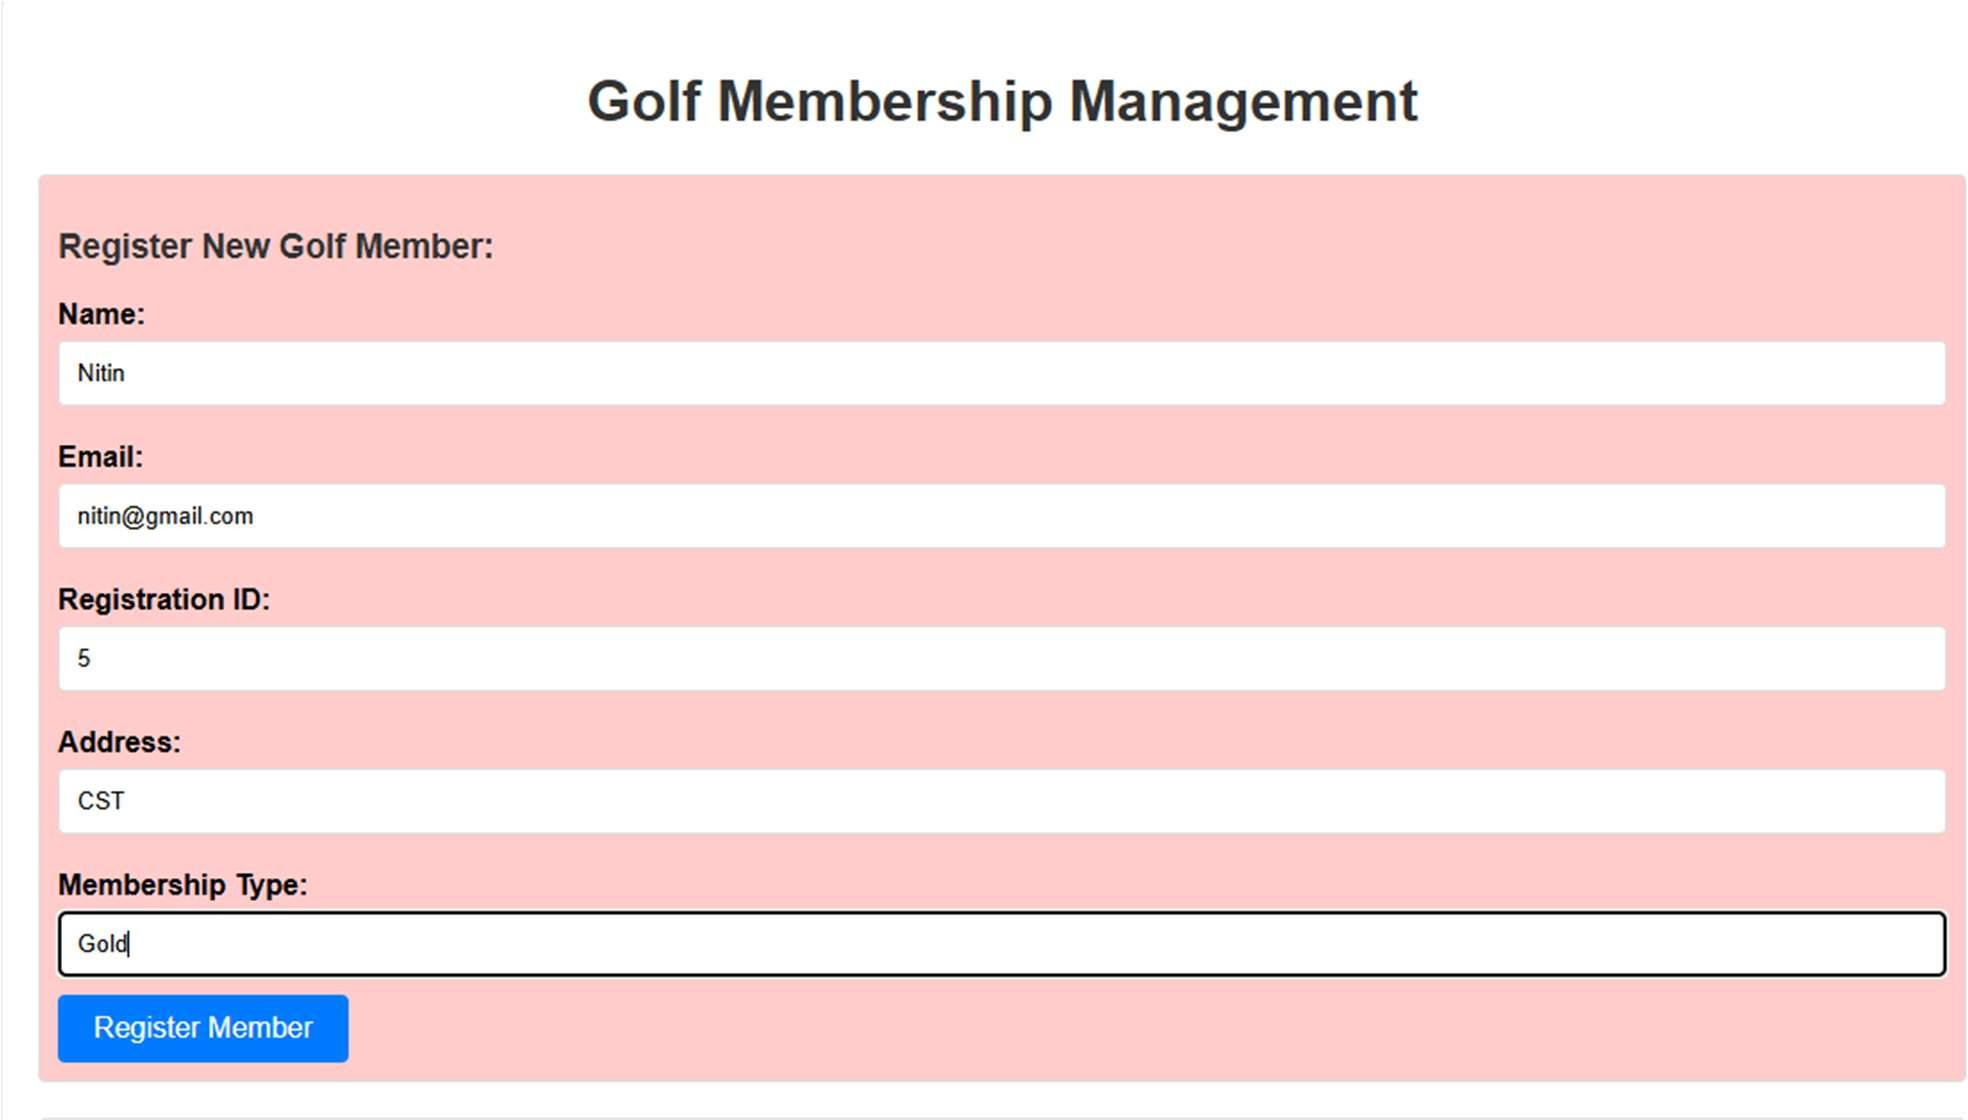 Golf Membership Management
Register New Golf Member:
Name:
Nitin
Email:
nitin@gmail.com
Registration ID:
5
Address:
CST
Membership Type:
Gold
Register Member